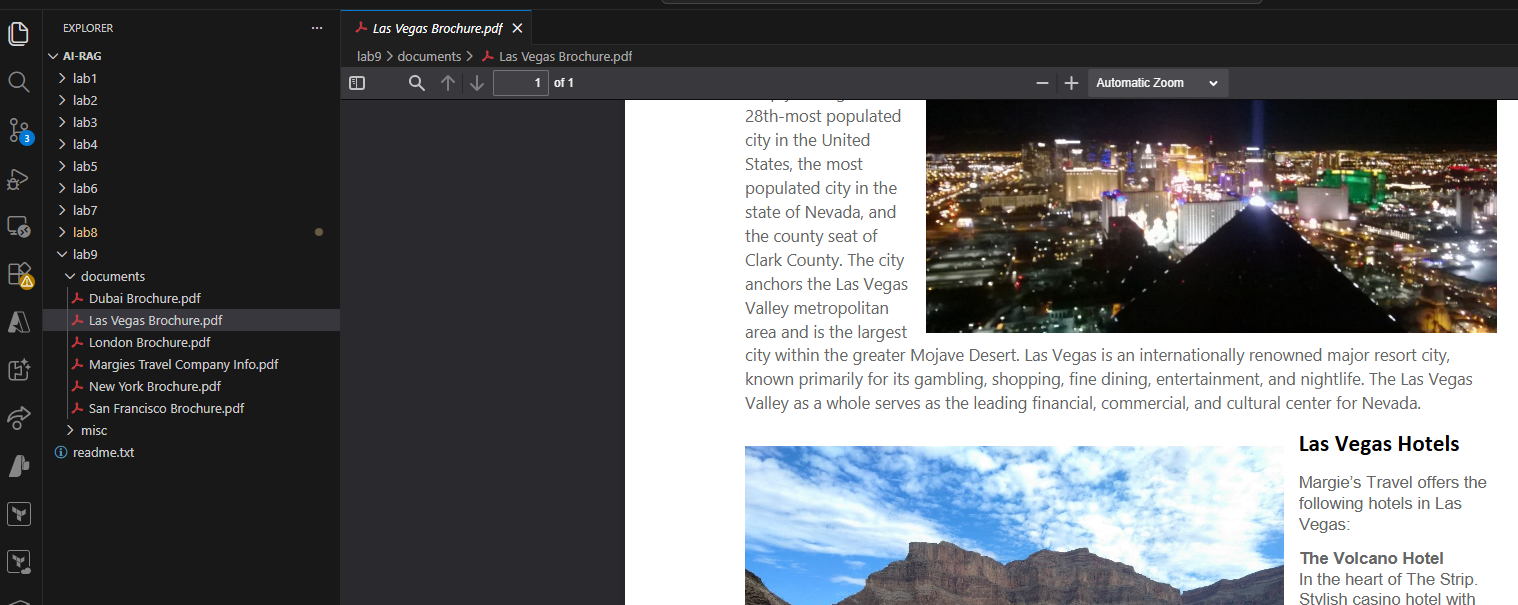 EXPLORER
...
AI-RAG
lab1
lab2
lab3
lab4
lab5
lab6
lab7
lab8
lab9
documents
Dubai Brochure.pdf
Las Vegas Brochure.pdf
London Brochure.pdf
Margies Travel Company Info.pdf
New York Brochure.pdf
San Francisco Brochure.pdf
misc
readme.txt
3
Las Vegas Brochure.pdf
lab9 > documents > Las Vegas Brochure.pdf
1 of 1
Automatic Zoom
28th-most populated
city in the United
States, the most
populated city in the
state of Nevada, and
the county seat of
Clark County. The city
anchors the Las Vegas
Valley metropolitan
area and is the largest
city within the greater Mojave Desert. Las Vegas is an internationally renowned major resort city,
known primarily for its gambling, shopping, fine dining, entertainment, and nightlife. The Las Vegas
Valley as a whole serves as the leading financial, commercial, and cultural center for Nevada.
Las Vegas Hotels
Margie's Travel offers the
following hotels in Las
Vegas:
The Volcano Hotel
In the heart of The Strip.
Stylish casino hotel with